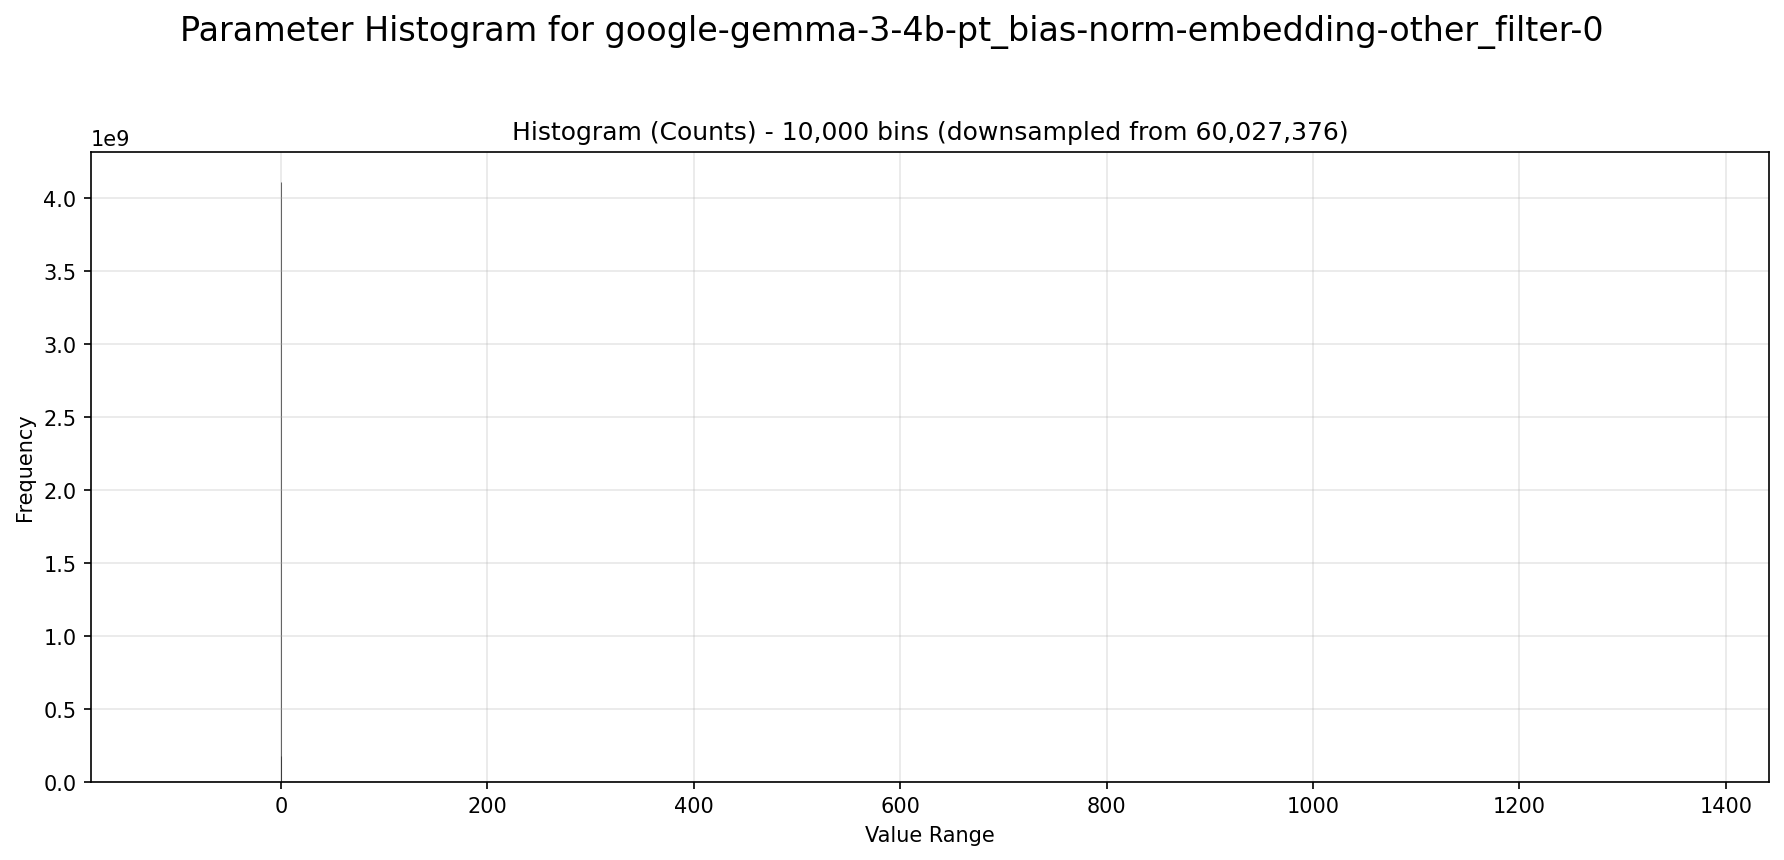 Parameter Histogram for google-gemma-3-4b-pt_bias-norm-embedding-other_filter-0
Histogram (Counts) - 10,000 bins (downsampled from 60,027,376)
1e9
4.0
3.5
3.0
2.5
2.0
1.5
1.0
0.5
0.0
Frequency
0 200 400 600 800 1000 1200 1400
Value Range